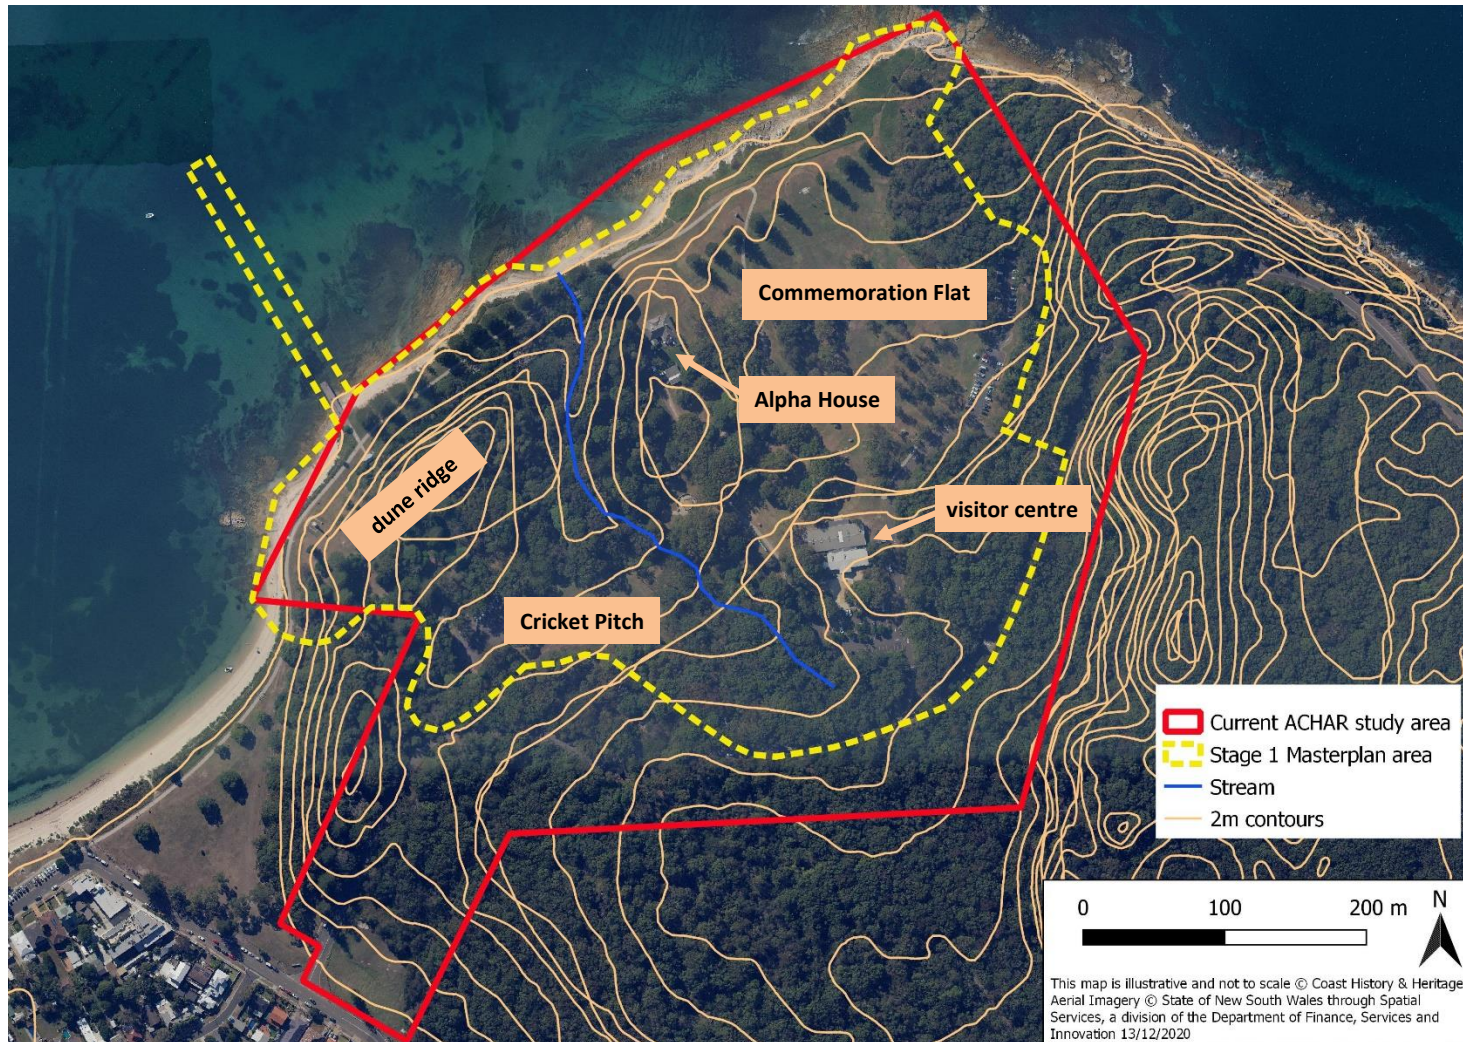 Commemoration Flat
Alpha House
dune ridge
visitor centre
Cricket Pitch
Current ACHAR study area
Stage 1 Masterplan area
Stream
2m contours
0 100 200 m
N
This map is illustrative and not to scale © Coast History & Heritage
Aerial Imagery © State of New South Wales through Spatial
Services, a division of the Department of Finance, Services and
Innovation 13/12/2020